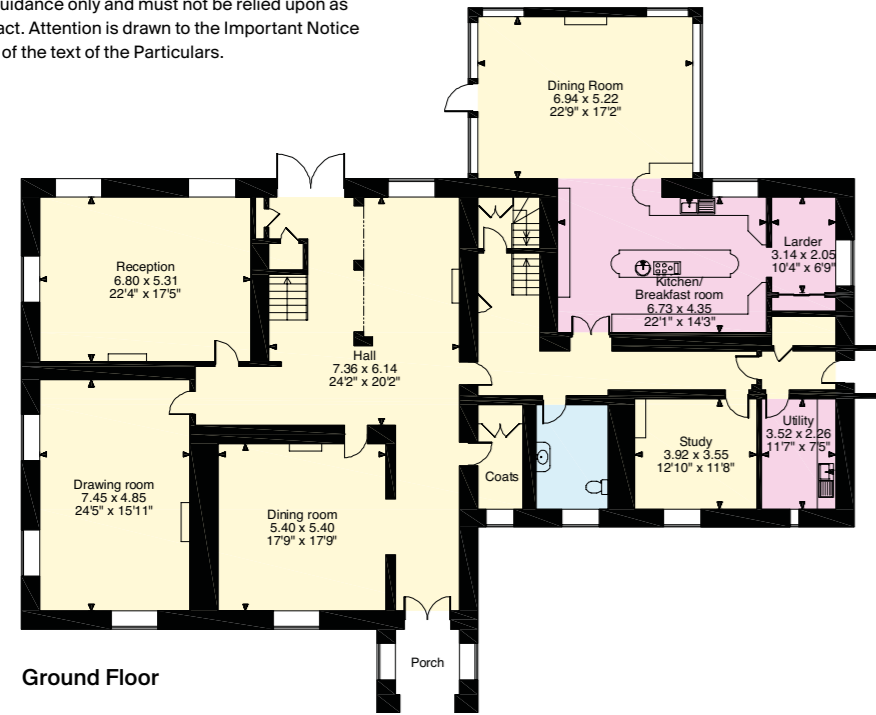 uidance only and must not be relied upon as
act. Attention is drawn to the Important Notice
of the text of the Particulars.
Dining Room
6.94 x 5.22
22'9" x 17'2"
Reception
6.80 x 5.31
22'4" x 17'5"
Larder
3.14 x 2.05
10'4" x 6'9"
Kitchen/
Breakfast room
6.73 x 4.35
22'1" x 14'3"
Hall
7.36 x 6.14
24'2" x 20'2"
Drawing room
7.45 x 4.85
24'5" x 15'11"
Dining room
5.40 x 5.40
17'9" x 17'9"
Coats
Study
3.92 x 3.55
12'10" x 11'8"
Utility
3.52 x 2.26
11'7" x 7'5"
Porch
Ground Floor